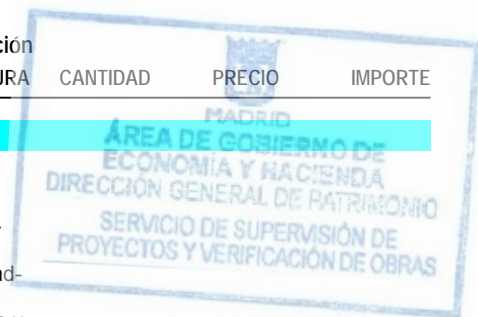 ción
URA CANTIDAD PRECIO IMPORTE
MADRID
ÁREA DE GOBIERNO DE
ECONOMÍA Y HACIENDA
DIRECCIÓN GENERAL DE PATRIMONIO
SERVICIO DE SUPERVISIÓN DE
PROYECTOS Y VERIFICACIÓN DE OBRAS
nd-